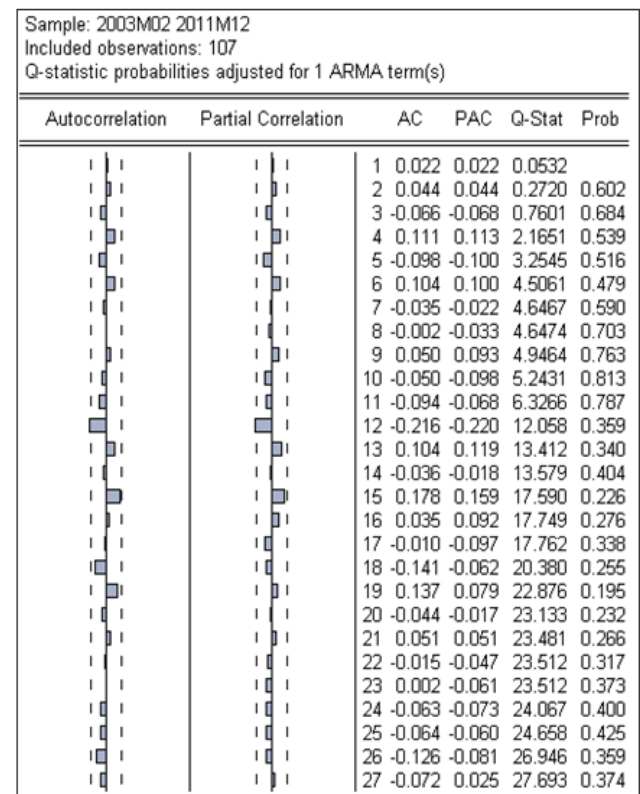 Sample: 2003M02 2011M12
Included observations: 107
Q-statistic probabilities adjusted for 1 ARMA term(s)
Autocorrelation Partial Correlation AC PAC Q-Stat Prob
1 0.022 0.022 0.0532
2 0.044 0.044 0.2720 0.602
3 -0.066 -0.068 0.7601 0.684
4 0.111 0.113 2.1651 0.539
5 -0.098 -0.100 3.2545 0.516
6 0.104 0.100 4.5061 0.479
7 -0.035 -0.022 4.6467 0.590
8 -0.002 -0.033 4.6474 0.703
9 0.050 0.093 4.9464 0.763
10 -0.050 -0.098 5.2431 0.813
11 -0.094 -0.068 6.3266 0.787
12 -0.216 -0.220 12.058 0.359
13 0.104 0.119 13.412 0.340
14 -0.036 -0.018 13.579 0.404
15 0.178 0.159 17.590 0.226
16 0.035 0.092 17.749 0.276
17 -0.010 -0.097 17.762 0.338
18 -0.141 -0.062 20.380 0.255
19 0.137 0.079 22.876 0.195
20 -0.044 -0.017 23.133 0.232
21 0.051 0.051 23.481 0.266
22 -0.015 -0.047 23.512 0.317
23 0.002 -0.061 23.512 0.373
24 -0.063 -0.073 24.067 0.400
25 -0.064 -0.060 24.658 0.425
26 -0.126 -0.081 26.946 0.359
27 -0.072 0.025 27.693 0.374